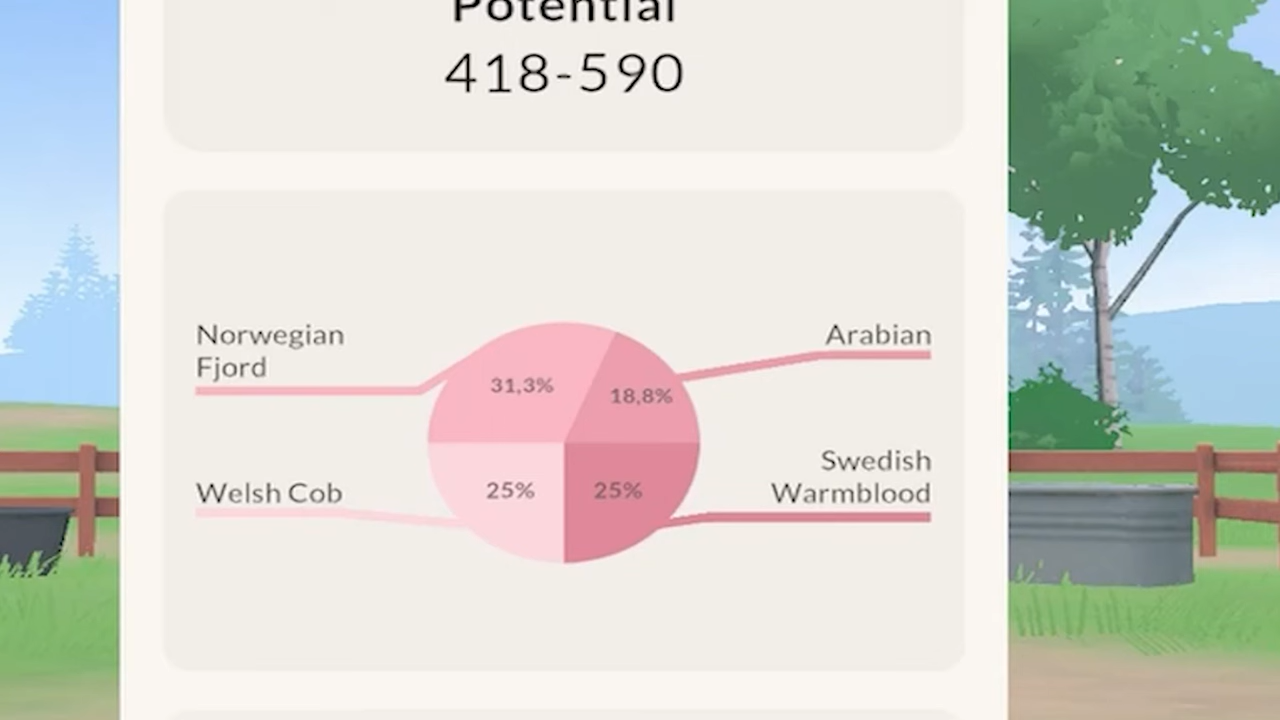 Potential
418-590
Norwegian
Fjord
Arabian
31,3%
18,8%
Swedish
Warmblood
Welsh Cob
25%
25%